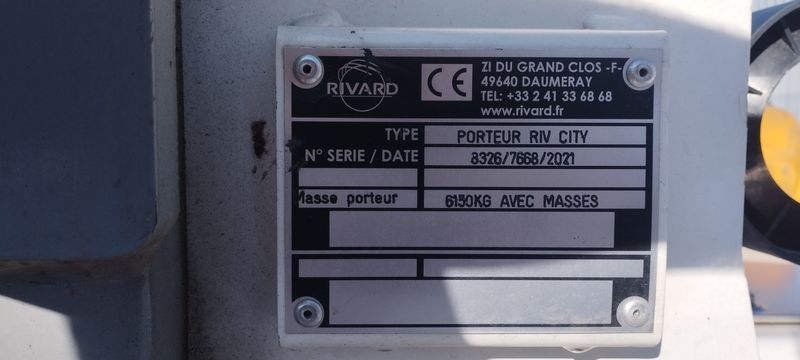 RIVARD
CE
ZI DU GRAND CLOS -F-
49640 DAUMERAY
TEL: +33 2 41 33 68 68
www.rivard.fr
TYPE PORTEUR RIV CITY
N° SERIE / DATE 8326/7668/2021
Masse porteur 6150KG AVEC MASSES